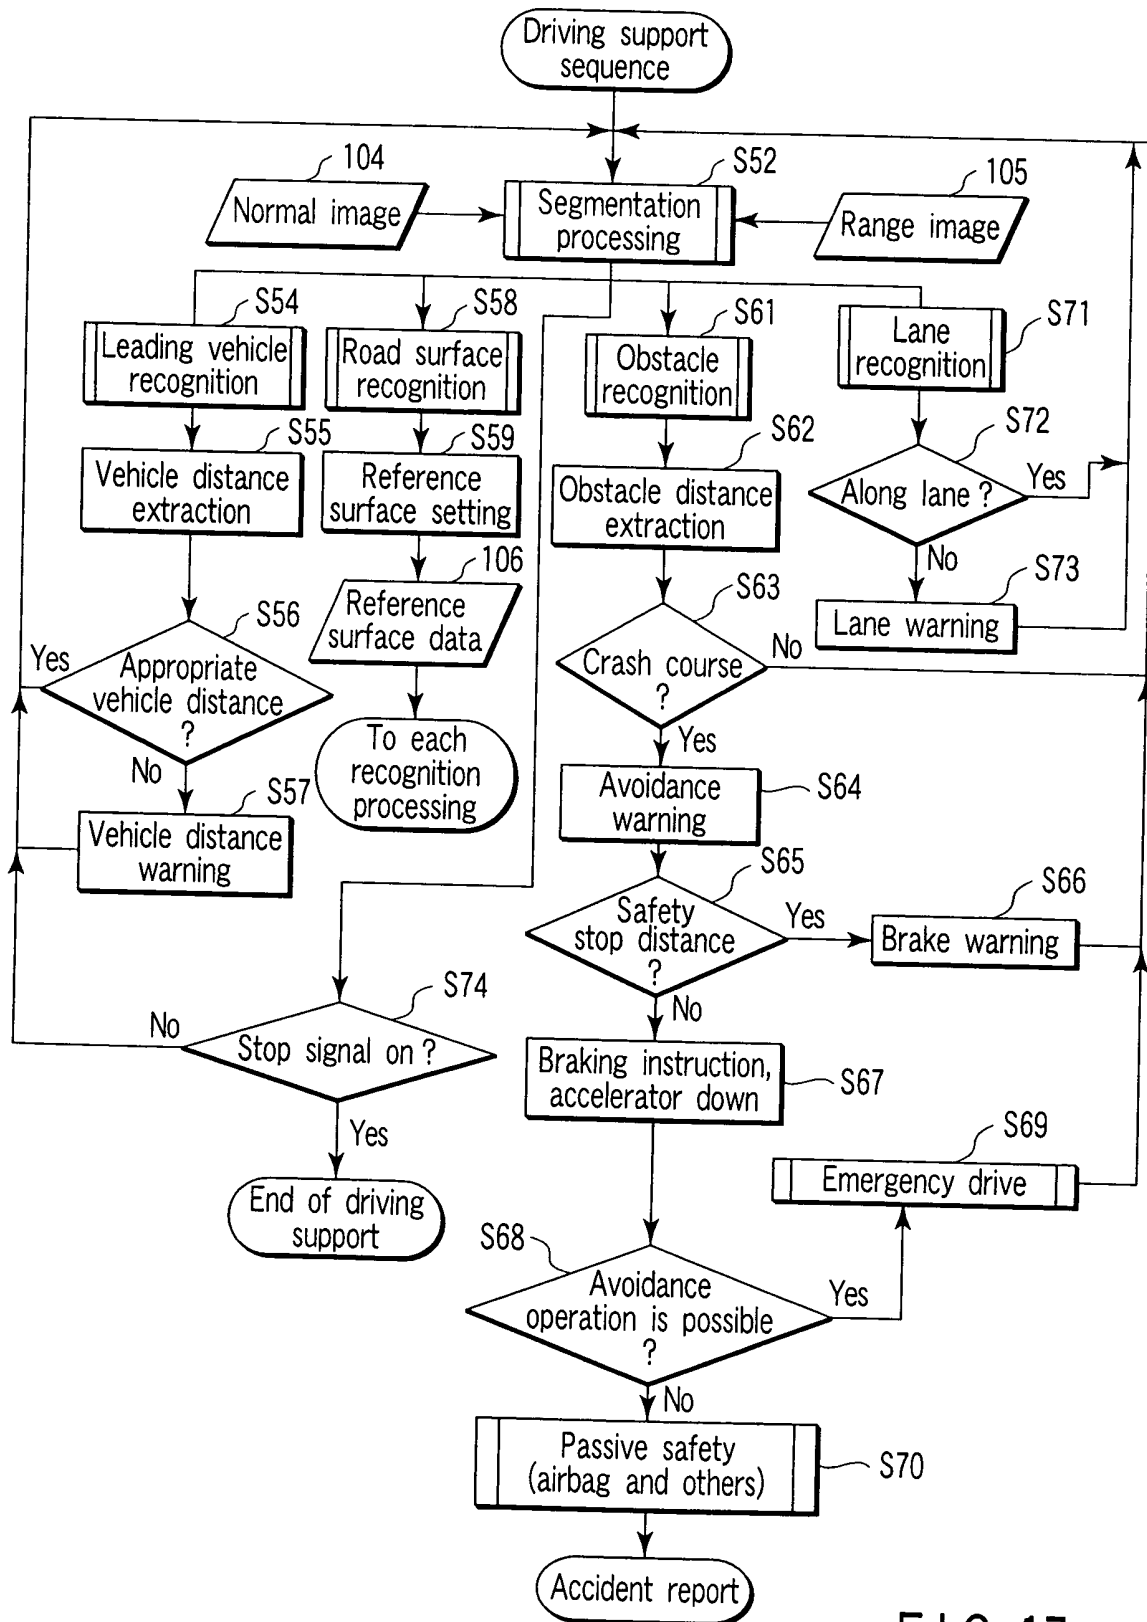 Driving support
sequence
104
Normal image
S52
Segmentation
processing
105
Range image
S54
Leading vehicle
recognition
S58
Road surface
recognition
S61
Obstacle
recognition
S71
Lane
recognition
S55
Vehicle distance
extraction
S59
Reference
surface setting
S62
Obstacle distance
extraction
S72
Along lane ?
Yes
No
106
Reference
surface data
S73
Lane warning
S56
Yes
Appropriate
vehicle distance
?
No
S63
Crash course
?
No
Yes
To each
recognition
processing
S57
Vehicle distance
warning
S64
Avoidance
warning
S65
Safety
stop distance
?
Yes
No
S66
Brake warning
S74
No
Stop signal on ?
Yes
S67
Braking instruction,
accelerator down
End of driving
support
S69
Emergency drive
S68
Avoidance
operation is possible
?
Yes
No
S70
Passive safety
(airbag and others)
Accident report